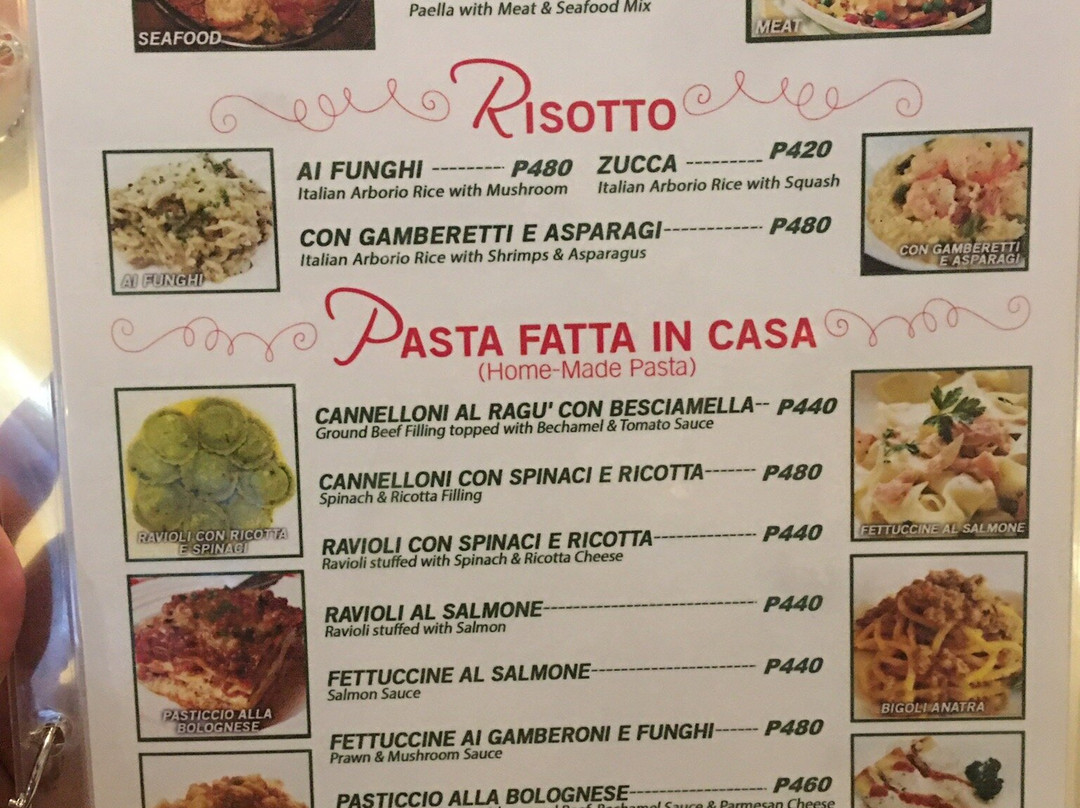 Paella with Meat & Seafood Mix
SEAFOOD
MEAT
RISOTTO
AI FUNGHI --------- P480
Italian Arborio Rice with Mushroom
ZUCCA --------- P420
Italian Arborio Rice with Squash
CON GAMBERETTI E ASPARAGI------------ P480
Italian Arborio Rice with Shrimps & Asparagus
AI FUNGHI
CON GAMBERETTI
E ASPARAGI
PASTA FATTA IN CASA
(Home-Made Pasta)
CANNELLONI AL RAGU' CON BESCIAMELLA-- P440
Ground Beef Filling topped with Bechamel & Tomato Sauce
CANNELLONI CON SPINACI E RICOTTA------- P480
Spinach & Ricotta Filling
RAVIOLI CON SPINACI E RICOTTA-------------- P440
Ravioli stuffed with Spinach & Ricotta Cheese
RAVIOLI AL SALMONE--------------------------- P440
Ravioli stuffed with Salmon
FETTUCCINE AL SALMONE--------------------- P440
Salmon Sauce
FETTUCCINE AI GAMBERONI E FUNGHI------ P480
Prawn & Mushroom Sauce
PASTICCIO ALLA BOLOGNESE------------------ P460
Beef, Bechamel Sauce & Parmesan Cheese
RAVIOLI CON RICOTTA
E SPINACI
PASTICCIO ALLA
BOLOGNESE
FETTUCCINE AL SALMONE
BIGOLI ANATRA